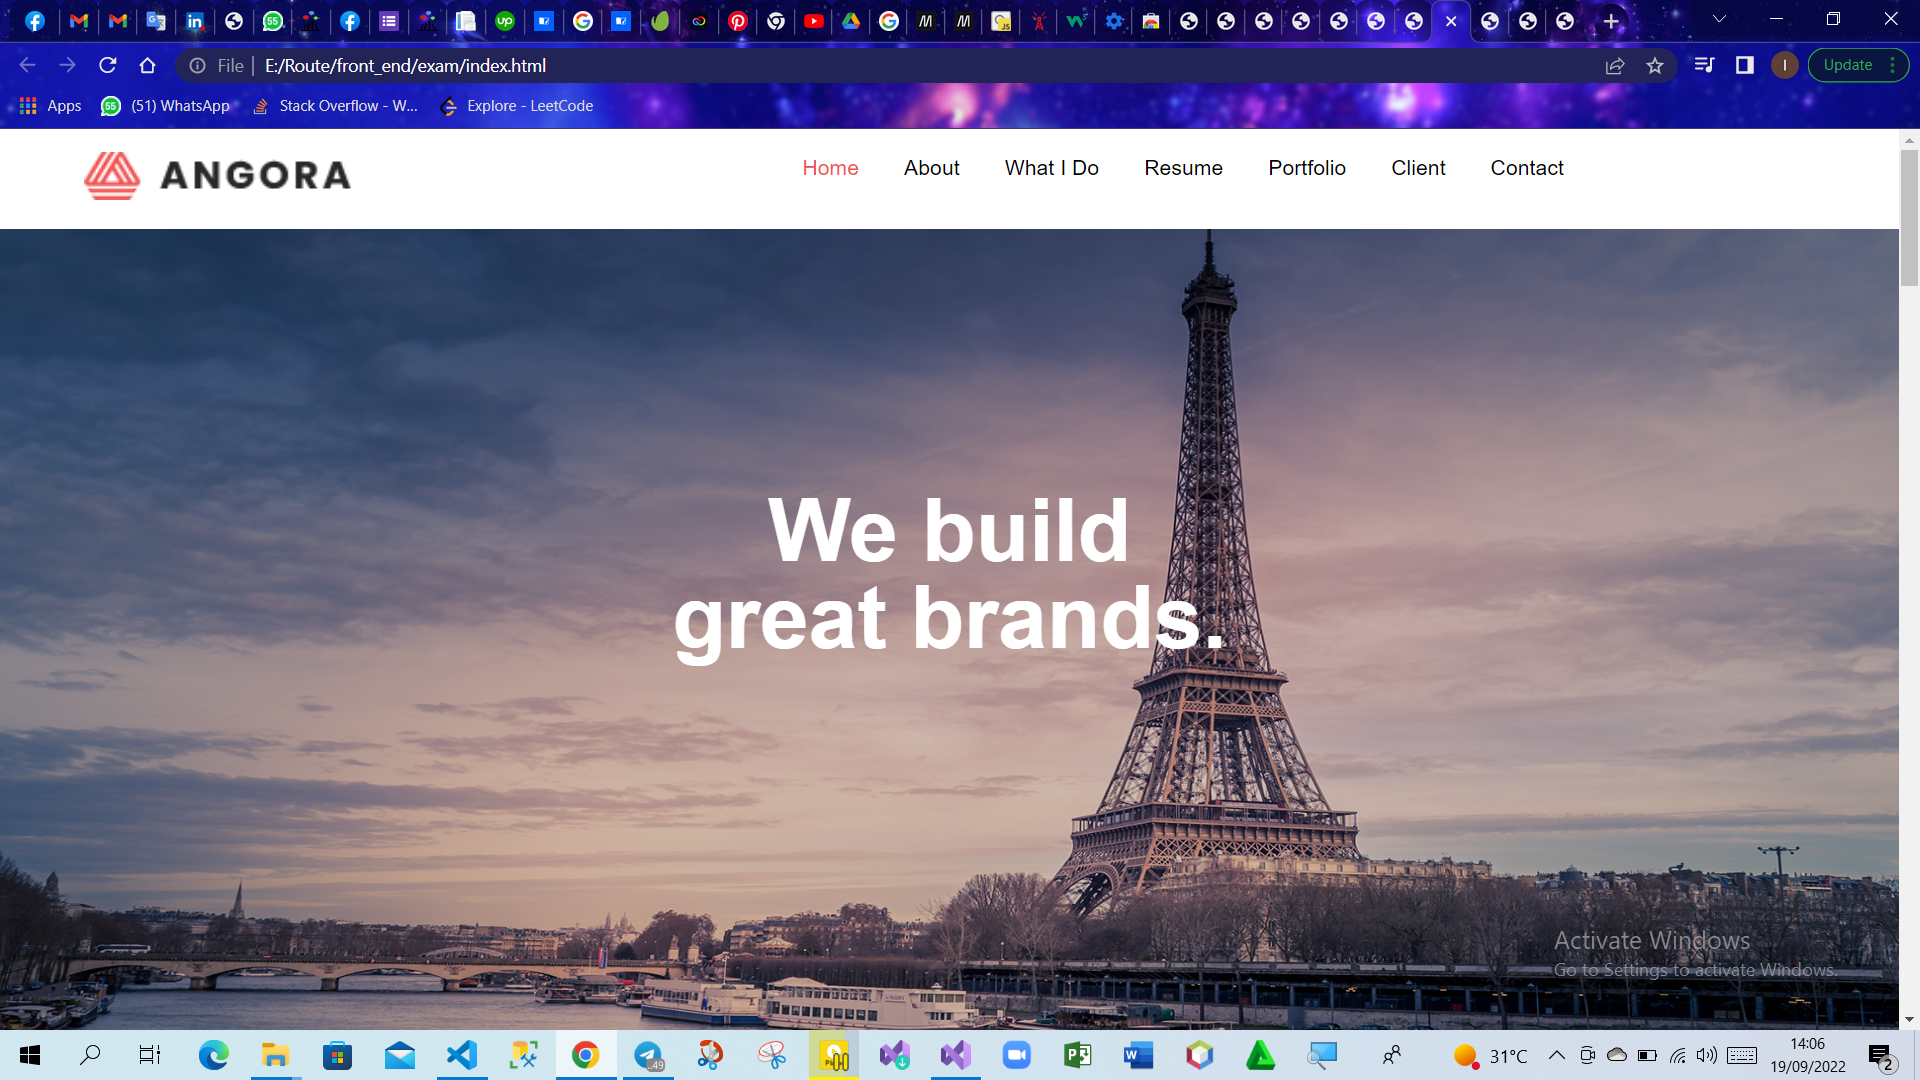 File
E:/Route/front_end/exam/index.html
Update
Apps
(51) WhatsApp
Stack Overflow - W...
Explore - LeetCode
ANGORA
Home
About
What I Do
Resume
Portfolio
Client
Contact
We build
great brands.
Activate Windows
Go to Settings to activate Windows.
31°C
14:06
19/09/2022
2